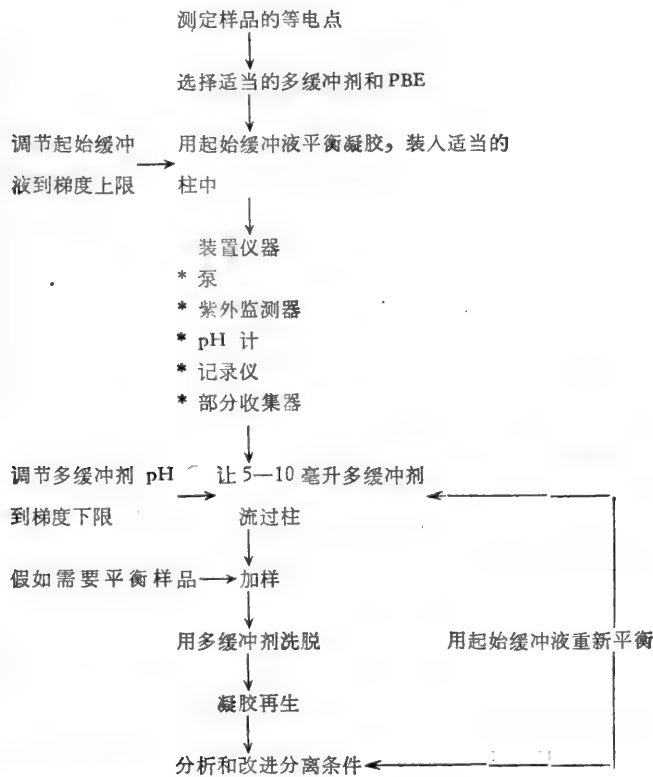 测定样品的等电点
选择适当的多缓冲剂和 PBE
调节起始缓冲
液到梯度上限
用起始缓冲液平衡凝胶，装入适当的
柱中
装置仪器
* 泵
* 紫外监测器
* pH 计
* 记录仪
* 部分收集器
调节多缓冲剂 pH
到梯度下限
让 5—10 毫升多缓冲剂
流过柱
假如需要平衡样品
加样
用多缓冲剂洗脱
用起始缓冲液重新平衡
凝胶再生
分析和改进分离条件